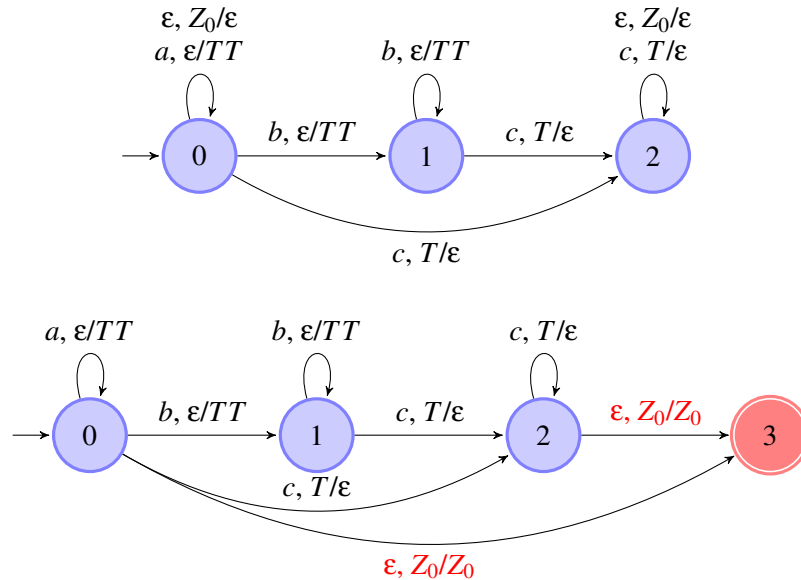 ε, Z₀/ε
a, ε/TT
b, ε/TT
ε, Z₀/ε
c, T/ε
0
b, ε/TT
1
c, T/ε
2
c, T/ε
a, ε/TT
b, ε/TT
c, T/ε
0
b, ε/TT
1
c, T/ε
2
ε, Z₀/Z₀
3
c, T/ε
ε, Z₀/Z₀